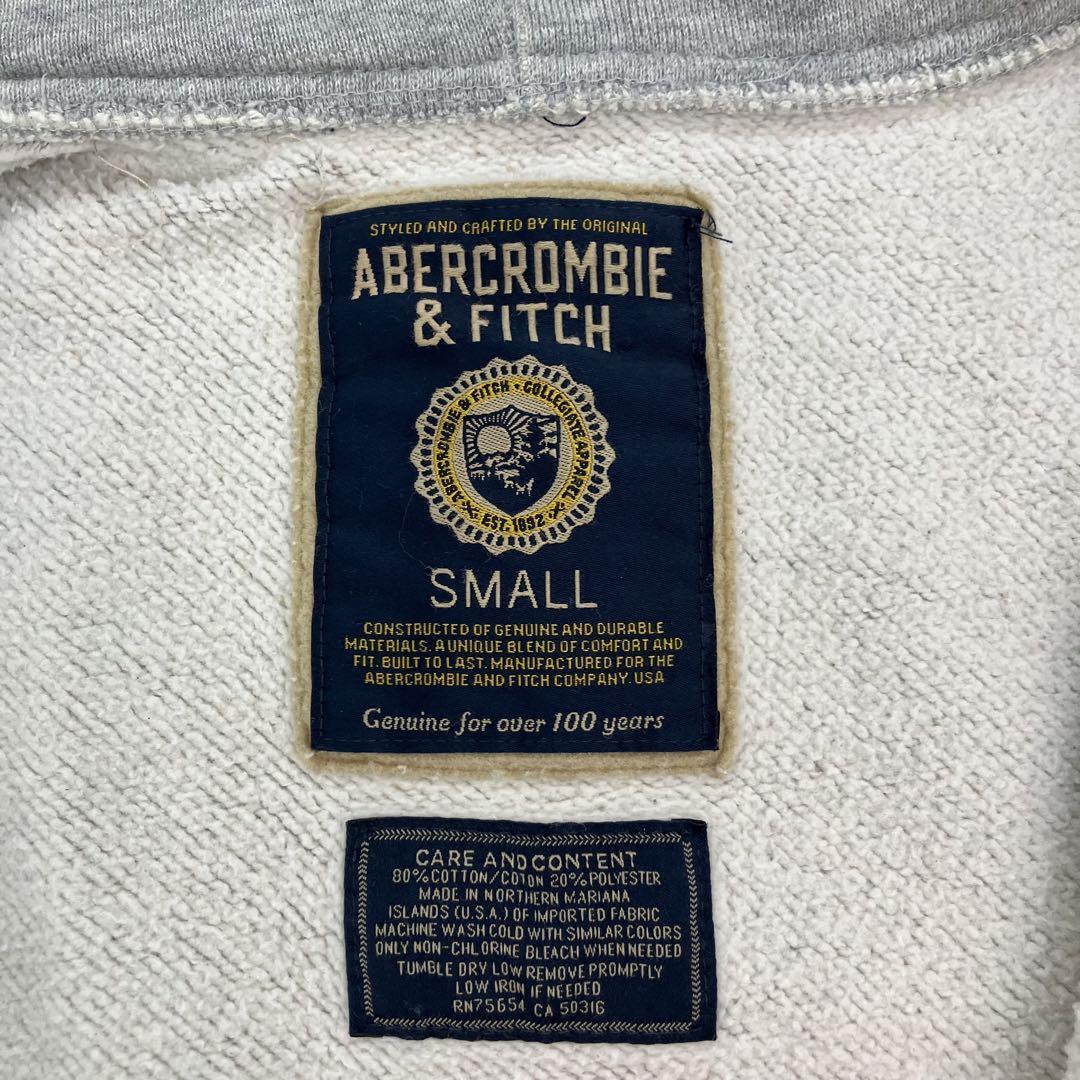 STYLED AND CRAFTED BY THE ORIGINAL
ABERCROMBIE
& FITCH
ABERCROMBIE & FITCH • COLLEGIATE APPAREL
EST. 1892
SMALL
CONSTRUCTED OF GENUINE AND DURABLE
MATERIALS. A UNIQUE BLEND OF COMFORT AND
FIT. BUILT TO LAST. MANUFACTURED FOR THE
ABERCROMBIE AND FITCH COMPANY. USA
Genuine for over 100 years
CARE AND CONTENT
80% COTTON/COTON 20% POLYESTER
MADE IN NORTHERN MARIANA
ISLANDS (U.S.A.) OF IMPORTED FABRIC
MACHINE WASH COLD WITH SIMILAR COLORS
ONLY NON-CHLORINE BLEACH WHEN NEEDED
TUMBLE DRY LOW REMOVE PROMPTLY
LOW IRON IF NEEDED
RN75654 CA 50316